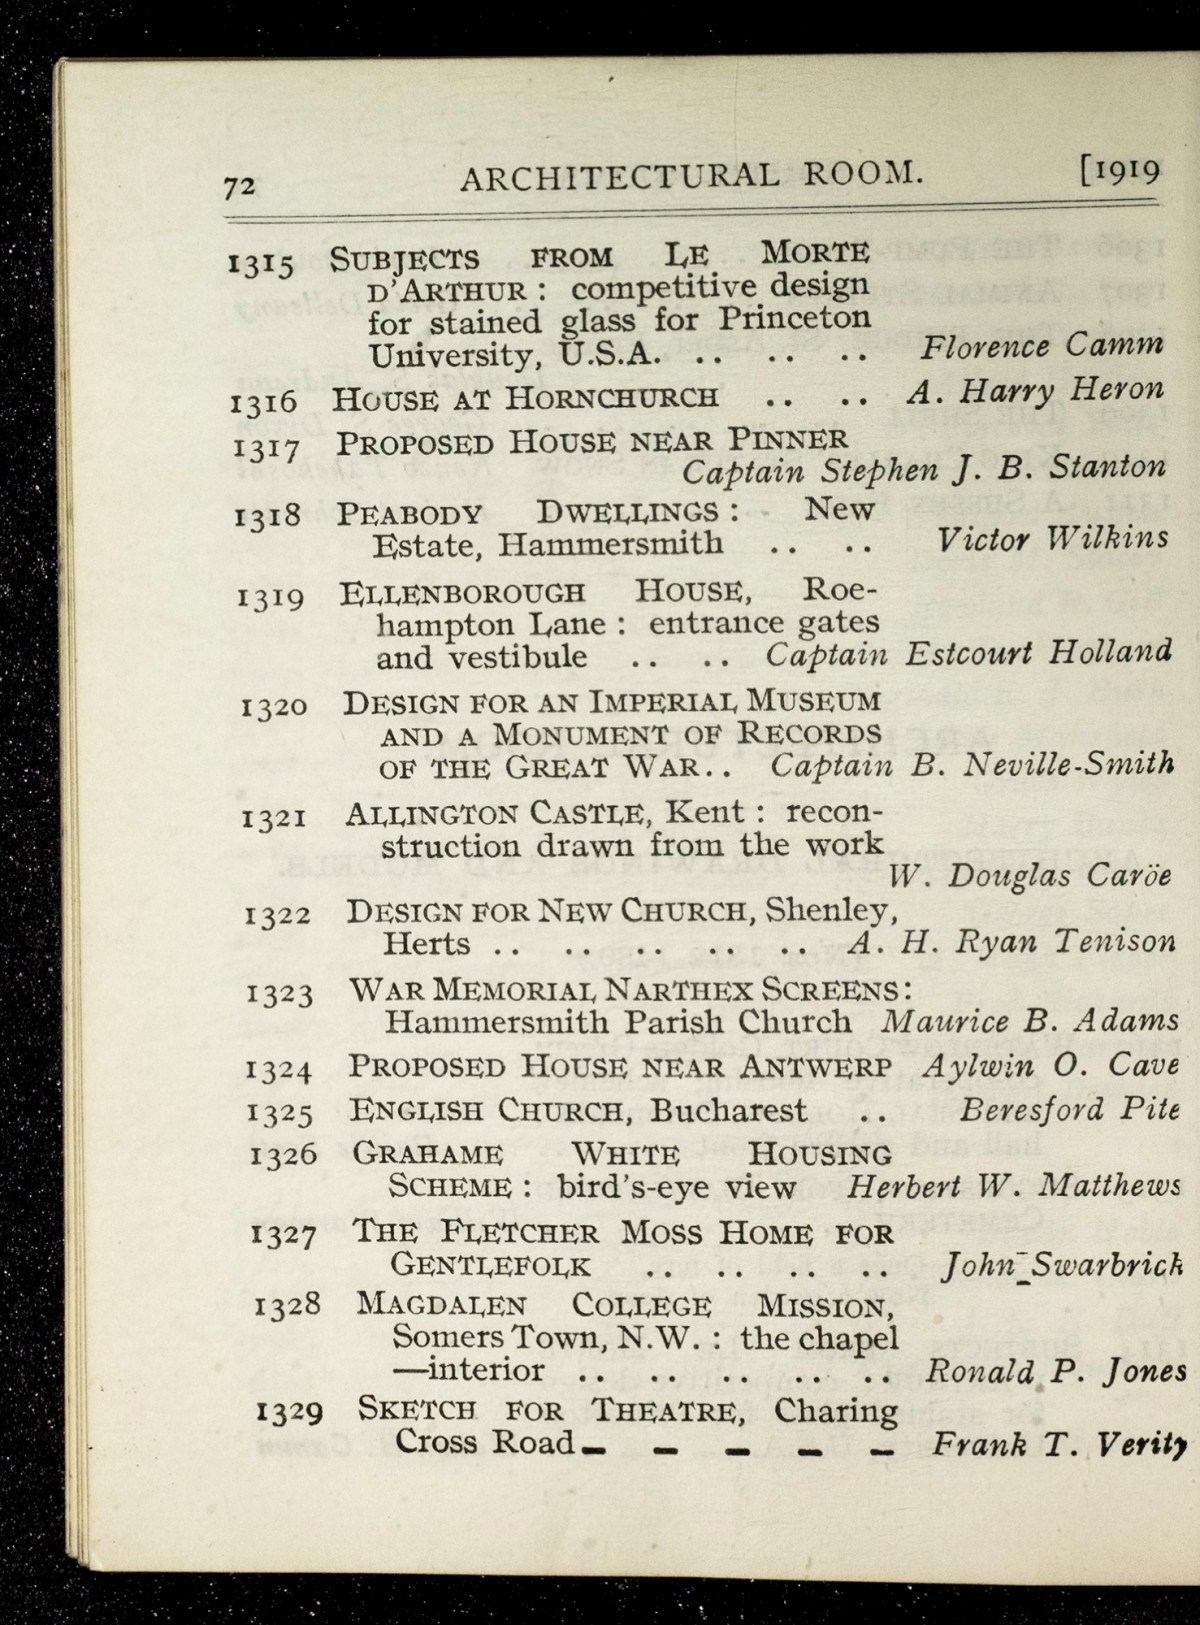 72 ARCHITECTURAL ROOM. [1919
1315 SUBJECTS FROM LE MORTE
D'ARTHUR : competitive design
for stained glass for Princeton
University, U.S.A. .. .. .. Florence Camm
1316 HOUSE AT HORNCHURCH .. .. A. Harry Heron
1317 PROPOSED HOUSE NEAR PINNER
Captain Stephen J. B. Stanton
1318 PEABODY DWELLINGS : New
Estate, Hammersmith .. .. Victor Wilkins
1319 ELLENBOROUGH HOUSE, Roe-
hampton Lane : entrance gates
and vestibule .. .. Captain Estcourt Holland
1320 DESIGN FOR AN IMPERIAL MUSEUM
AND A MONUMENT OF RECORDS
OF THE GREAT WAR.. Captain B. Neville-Smith
1321 ALLINGTON CASTLE, Kent : recon-
struction drawn from the work
W. Douglas Caröe
1322 DESIGN FOR NEW CHURCH, Shenley,
Herts .. .. .. .. .. A. H. Ryan Tenison
1323 WAR MEMORIAL NARTHEX SCREENS:
Hammersmith Parish Church Maurice B. Adams
1324 PROPOSED HOUSE NEAR ANTWERP Aylwin O. Cave
1325 ENGLISH CHURCH, Bucharest .. Beresford Pite
1326 GRAHAME WHITE HOUSING
SCHEME : bird's-eye view Herbert W. Matthews
1327 THE FLETCHER MOSS HOME FOR
GENTLEFOLK .. .. .. .. John Swarbrick
1328 MAGDALEN COLLEGE MISSION,
Somers Town, N.W. : the chapel
—interior .. .. .. .. .. Ronald P. Jones
1329 SKETCH FOR THEATRE, Charing
Cross Road – – – – – Frank T. Verity